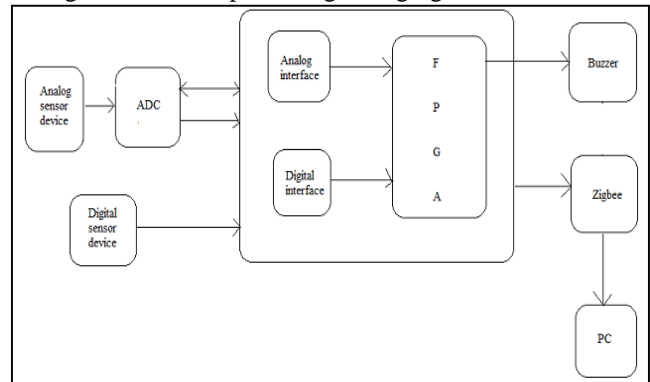 Analog
sensor
device
ADC
Analog
interface
Digital
interface
F
P
G
A
Buzzer
Digital
sensor
device
Zigbee
PC